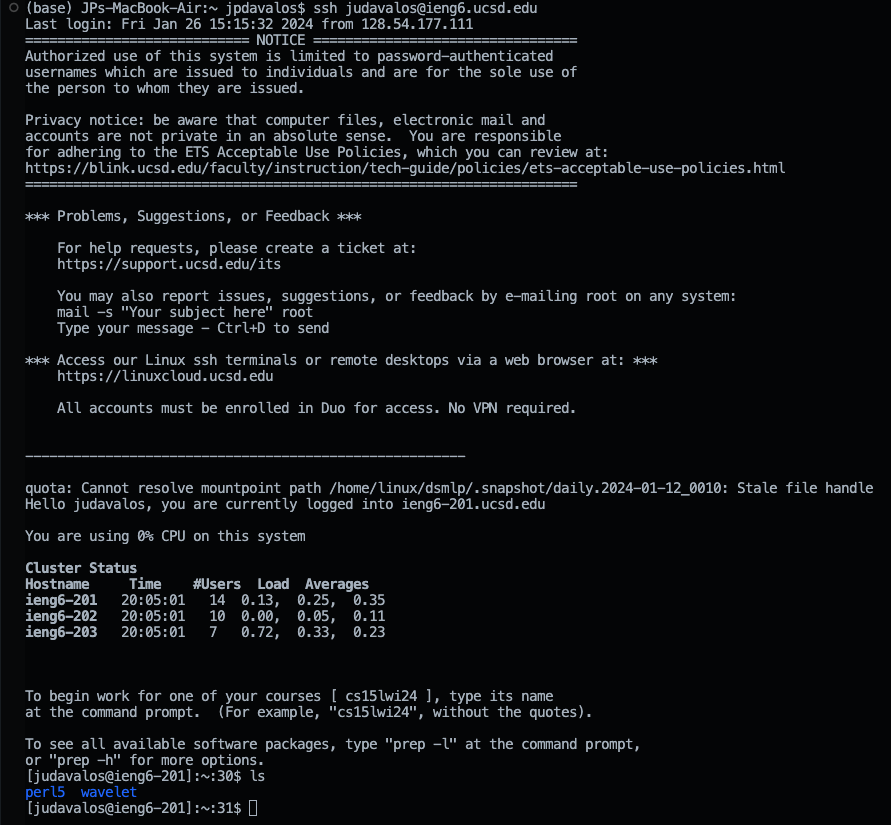 (base) JPs-MacBook-Air:~ jpdavalos$ ssh judavalos@ieng6.ucsd.edu
Last login: Fri Jan 26 15:15:32 2024 from 128.54.177.111
============================ NOTICE =================================
Authorized use of this system is limited to password-authenticated
usernames which are issued to individuals and are for the sole use of
the person to whom they are issued.

Privacy notice: be aware that computer files, electronic mail and
accounts are not private in an absolute sense.  You are responsible
for adhering to the ETS Acceptable Use Policies, which you can review at:
https://blink.ucsd.edu/faculty/instruction/tech-guide/policies/ets-acceptable-use-policies.html
=====================================================================

*** Problems, Suggestions, or Feedback ***

    For help requests, please create a ticket at:
    https://support.ucsd.edu/its

    You may also report issues, suggestions, or feedback by e-mailing root on any system:
    mail -s "Your subject here" root
    Type your message - Ctrl+D to send

*** Access our Linux ssh terminals or remote desktops via a web browser at: ***
    https://linuxcloud.ucsd.edu

    All accounts must be enrolled in Duo for access. No VPN required.


-------------------------------------------------------

quota: Cannot resolve mountpoint path /home/linux/dsmlp/.snapshot/daily.2024-01-12_0010: Stale file handle
Hello judavalos, you are currently logged into ieng6-201.ucsd.edu

You are using 0% CPU on this system

Cluster Status
Hostname     Time    #Users  Load  Averages
ieng6-201   20:05:01   14  0.13,  0.25,  0.35
ieng6-202   20:05:01   10  0.00,  0.05,  0.11
ieng6-203   20:05:01   7   0.72,  0.33,  0.23



To begin work for one of your courses [ cs15lwi24 ], type its name
at the command prompt.  (For example, "cs15lwi24", without the quotes).

To see all available software packages, type "prep -l" at the command prompt,
or "prep -h" for more options.
[judavalos@ieng6-201]:~:30$ ls
perl5  wavelet
[judavalos@ieng6-201]:~:31$